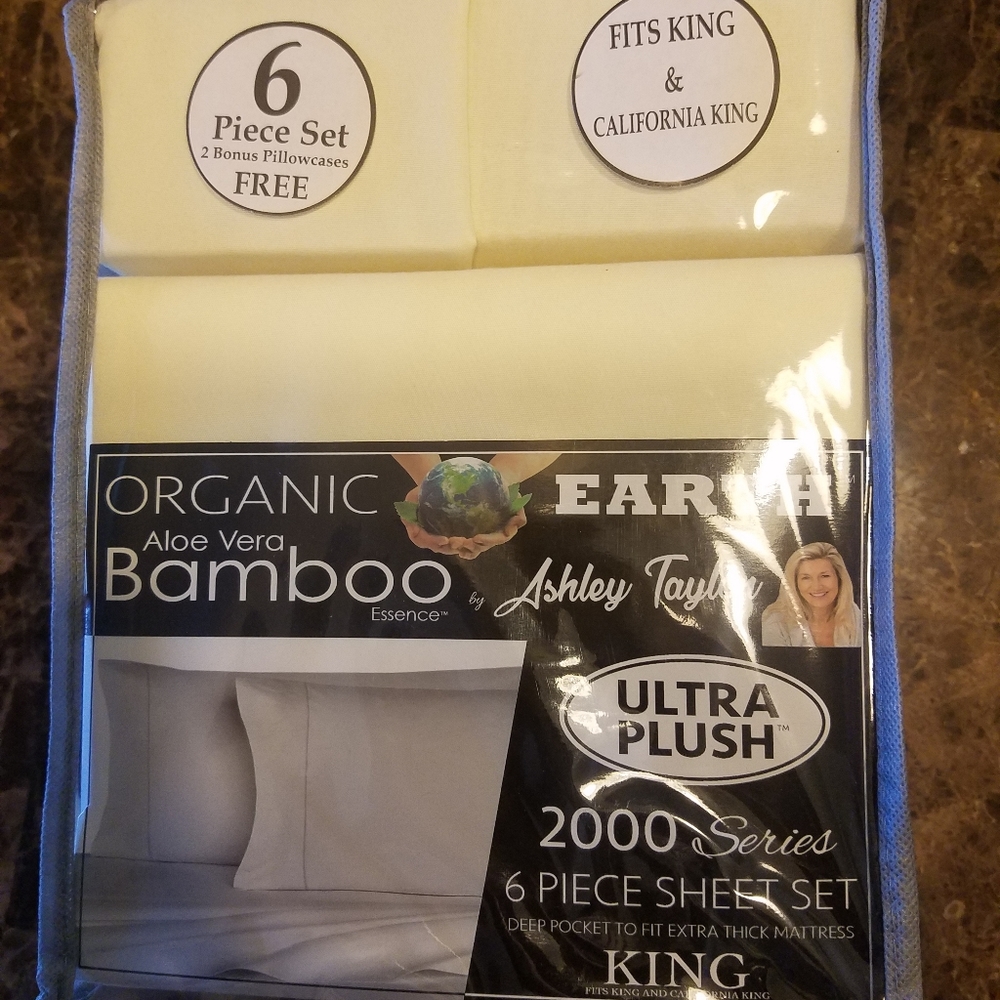 6
Piece Set
2 Bonus Pillowcases
FREE
FITS KING
&
CALIFORNIA KING
ORGANIC EARTH™
Aloe Vera
Bamboo
Essence™
by Ashley Taylor
ULTRA
PLUSH™
2000 Series
6 PIECE SHEET SET
DEEP POCKET TO FIT EXTRA THICK MATTRESS
KING
FITS KING AND CALIFORNIA KING